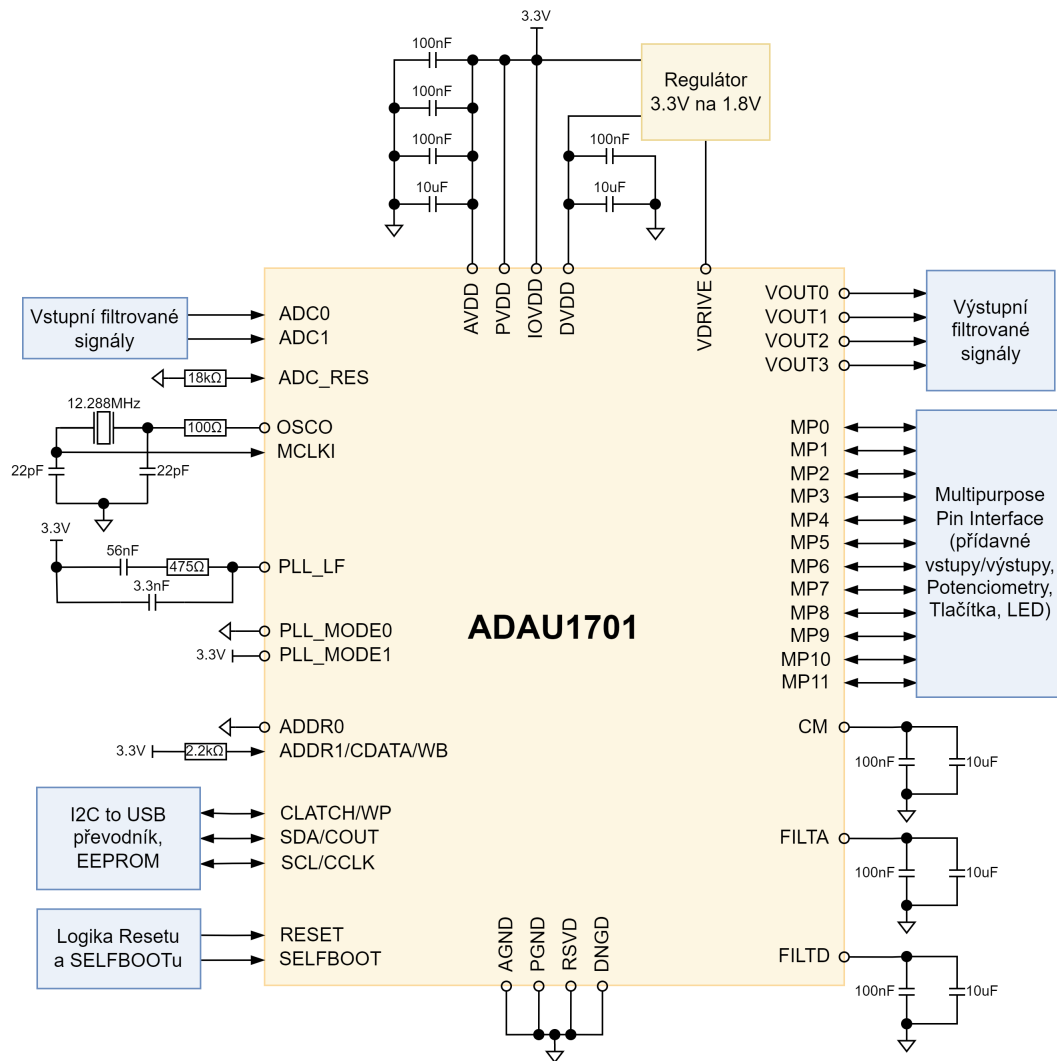 3.3V
100nF
100nF
100nF
10uF
Regulátor
3.3V na 1.8V
100nF
10uF
AVDD
PVDD
IOVDD
DVDD
VDRIVE
Vstupní filtrované
signály
ADC0
ADC1
18kΩ
ADC_RES
12.288MHz
100Ω
OSCO
MCLKI
22pF
22pF
3.3V
56nF
475Ω
3.3nF
PLL_LF
PLL_MODE0
3.3V
PLL_MODE1
ADDR0
3.3V
2.2kΩ
ADDR1/CDATA/WB
I2C to USB
převodník,
EEPROM
CLATCH/WP
SDA/COUT
SCL/CCLK
Logika Resetu
a SELFBOOTu
RESET
SELFBOOT
ADAU1701
AGND
PGND
RSVD
DNGD
VOUT0
VOUT1
VOUT2
VOUT3
Výstupní
filtrované
signály
MP0
MP1
MP2
MP3
MP4
MP5
MP6
MP7
MP8
MP9
MP10
MP11
Multipurpose
Pin Interface
(přídavné
vstupy/výstupy,
Potenciometry,
Tlačítka, LED)
CM
100nF
10uF
FILTA
100nF
10uF
FILTD
100nF
10uF